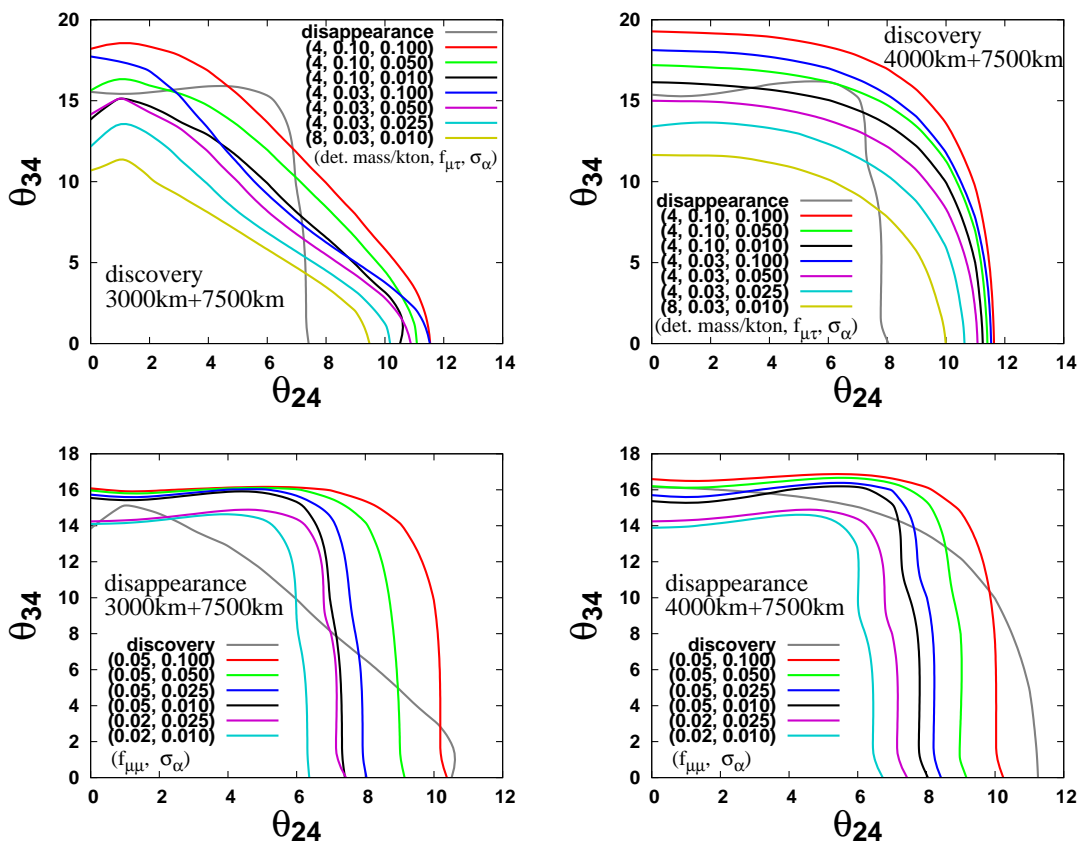 disappearance
(4, 0.10, 0.100)
(4, 0.10, 0.050)
(4, 0.10, 0.010)
(4, 0.03, 0.100)
(4, 0.03, 0.050)
(4, 0.03, 0.025)
(8, 0.03, 0.010)
(det. mass/kton, fμτ, σα)
discovery
3000km+7500km
0 5 10 15
0 2 4 6 8 10 12 14
θ34
θ24
discovery
4000km+7500km
disappearance
(4, 0.10, 0.100)
(4, 0.10, 0.050)
(4, 0.10, 0.010)
(4, 0.03, 0.100)
(4, 0.03, 0.050)
(4, 0.03, 0.025)
(8, 0.03, 0.010)
(det. mass/kton, fμτ, σα)
0 5 10 15 20
0 2 4 6 8 10 12 14
θ34
θ24
disappearance
3000km+7500km
discovery
(0.05, 0.100)
(0.05, 0.050)
(0.05, 0.025)
(0.05, 0.010)
(0.02, 0.025)
(0.02, 0.010)
(fμμ, σα)
0 2 4 6 8 10 12 14 16 18
0 2 4 6 8 10 12
θ34
θ24
disappearance
4000km+7500km
discovery
(0.05, 0.100)
(0.05, 0.050)
(0.05, 0.025)
(0.05, 0.010)
(0.02, 0.025)
(0.02, 0.010)
(fμμ, σα)
0 2 4 6 8 10 12 14 16 18
0 2 4 6 8 10 12
θ34
θ24